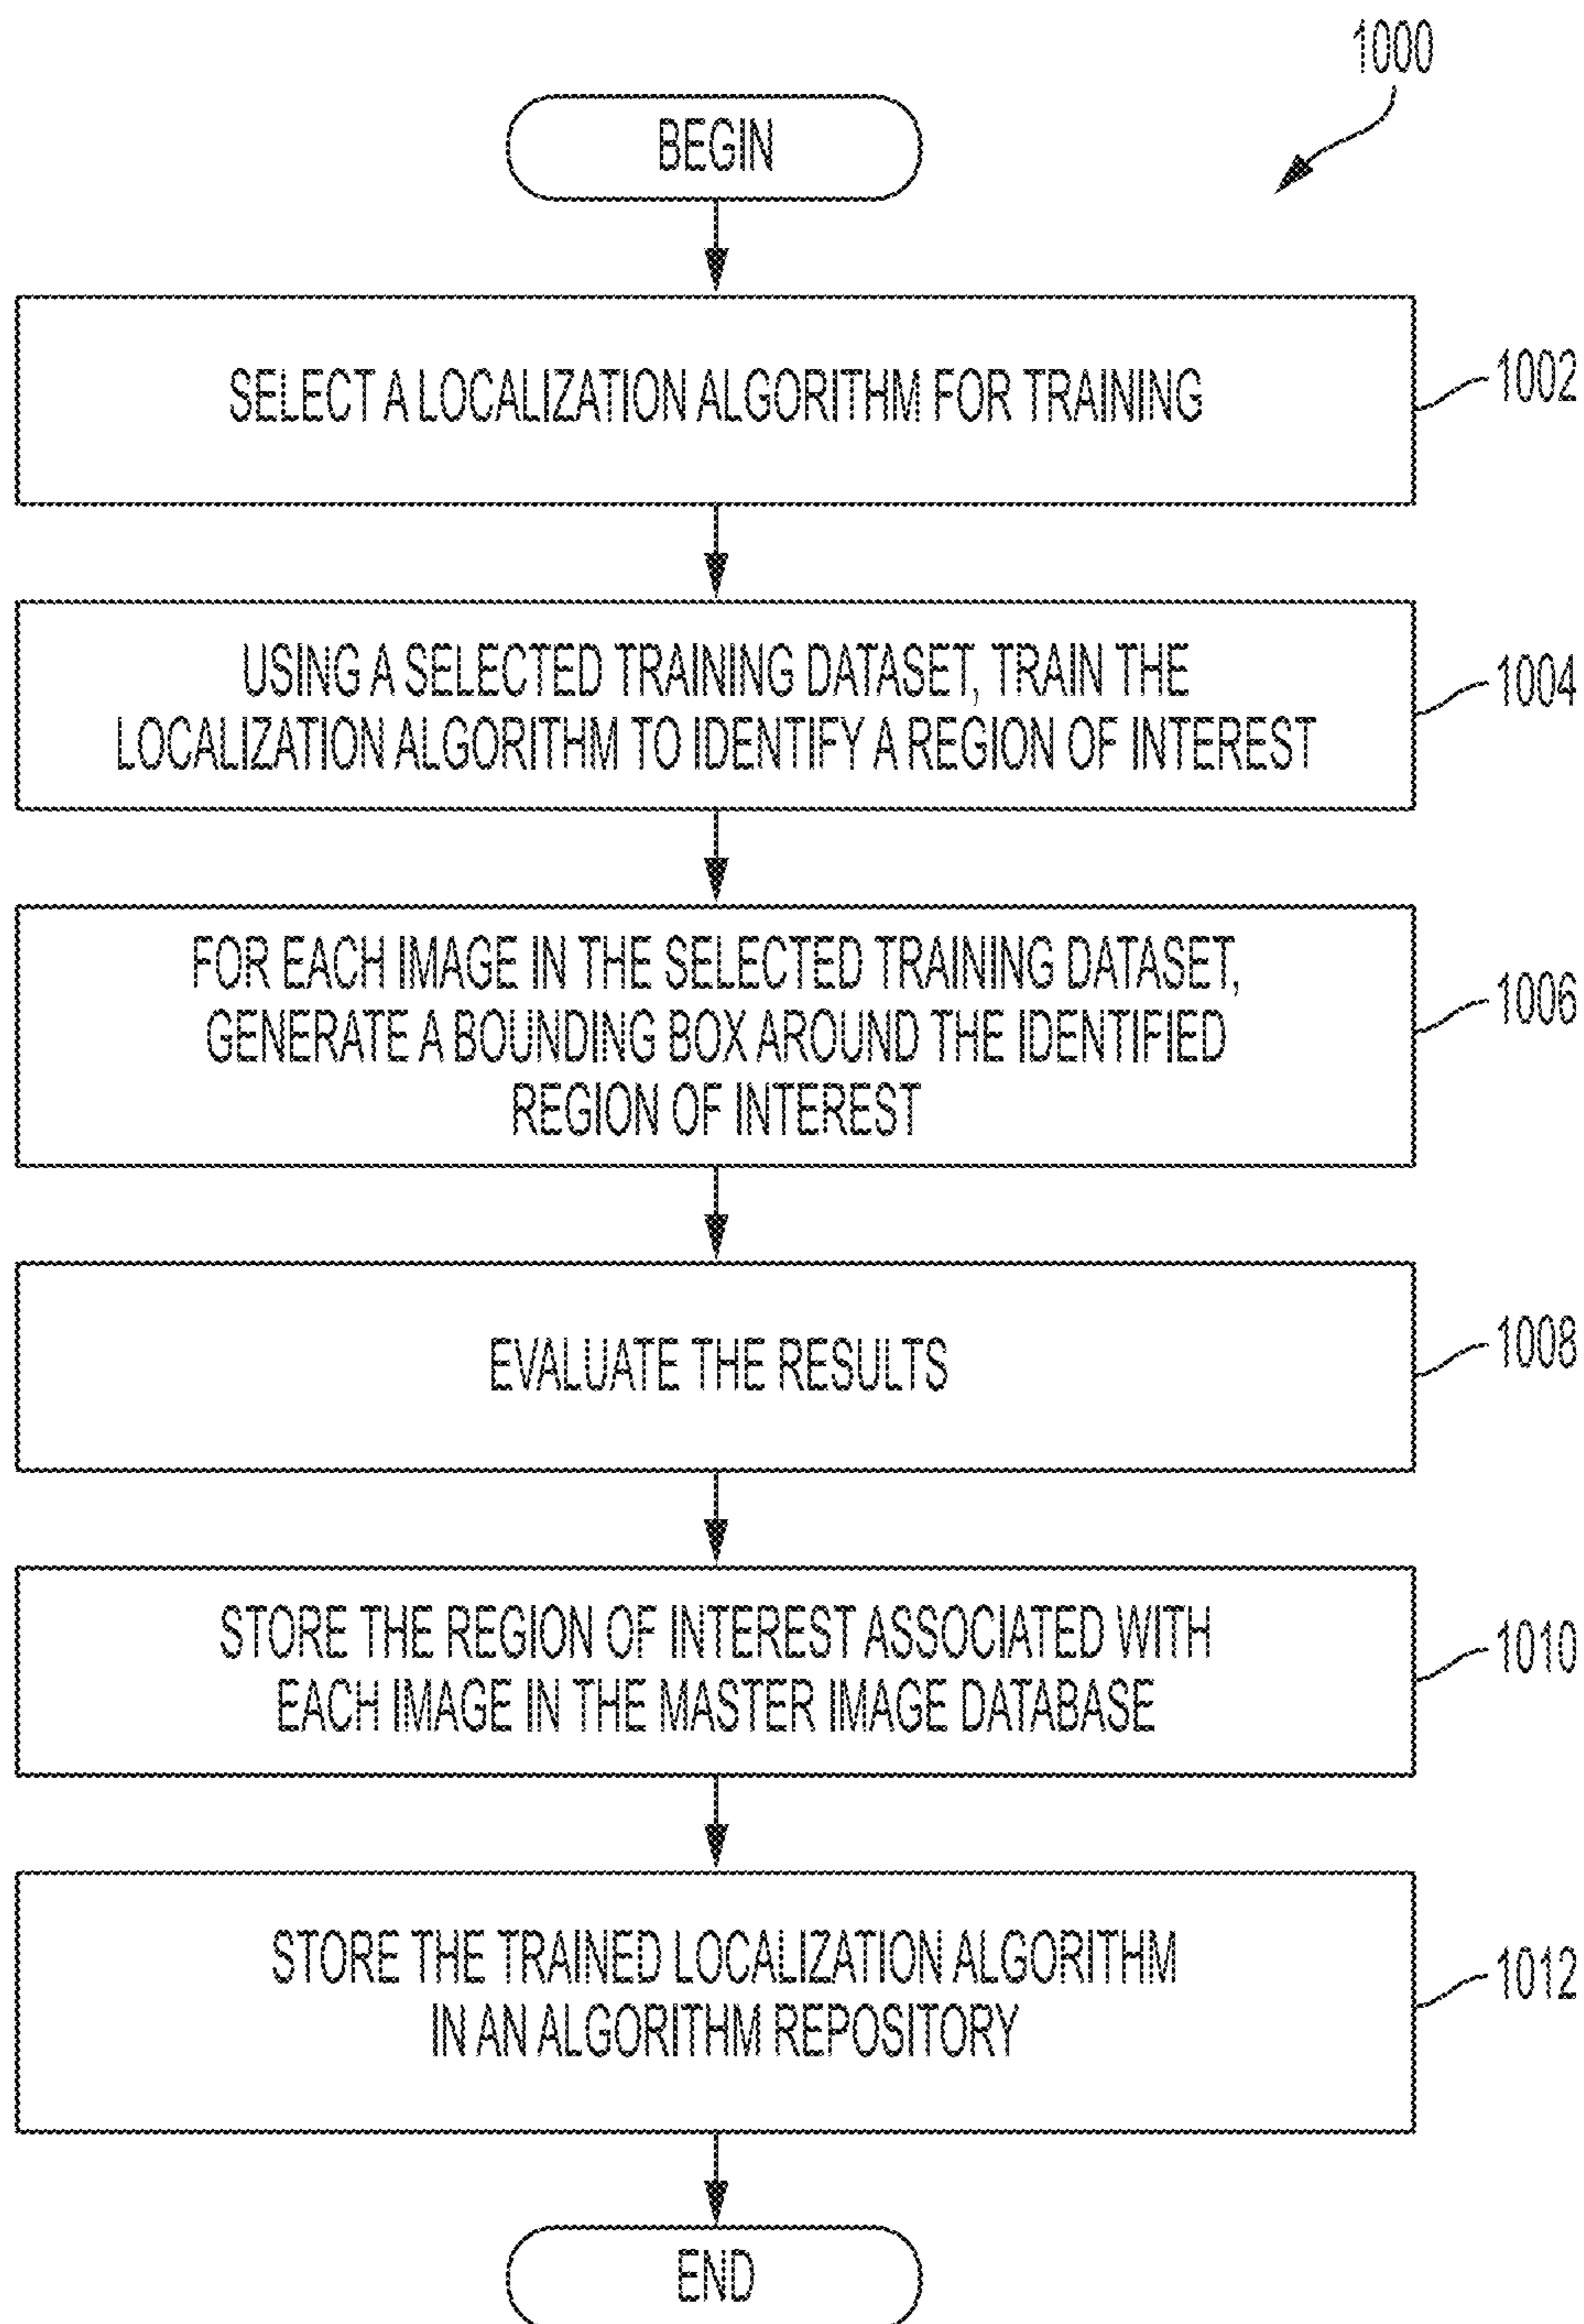 1000
BEGIN
SELECT A LOCALIZATION ALGORITHM FOR TRAINING
1002
USING A SELECTED TRAINING DATASET, TRAIN THE
LOCALIZATION ALGORITHM TO IDENTIFY A REGION OF INTEREST
1004
FOR EACH IMAGE IN THE SELECTED TRAINING DATASET,
GENERATE A BOUNDING BOX AROUND THE IDENTIFIED
REGION OF INTEREST
1006
EVALUATE THE RESULTS
1008
STORE THE REGION OF INTEREST ASSOCIATED WITH
EACH IMAGE IN THE MASTER IMAGE DATABASE
1010
STORE THE TRAINED LOCALIZATION ALGORITHM
IN AN ALGORITHM REPOSITORY
1012
END